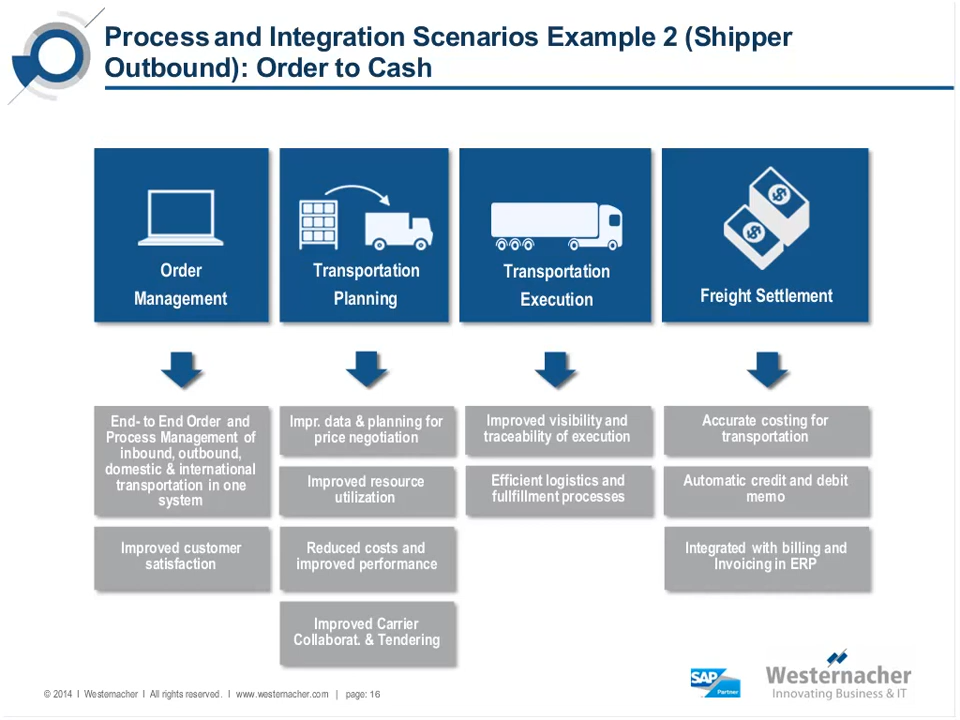 Process and Integration Scenarios Example 2 (Shipper
Outbound): Order to Cash
Order
Management
Transportation
Planning
Transportation
Execution
Freight Settlement
End- to End Order and
Process Management of
inbound, outbound,
domestic & international
transportation in one
system
Improved customer
satisfaction
Impr. data & planning for
price negotiation
Improved resource
utilization
Reduced costs and
improved performance
Improved Carrier
Collaborat. & Tendering
Improved visibility and
traceability of execution
Efficient logistics and
fullfillment processes
Accurate costing for
transportation
Automatic credit and debit
memo
Integrated with billing and
Invoicing in ERP
© 2014 I Westernacher I All rights reserved. I www.westernacher.com | page: 16
SAP
Partner
Westernacher
Innovating Business & IT